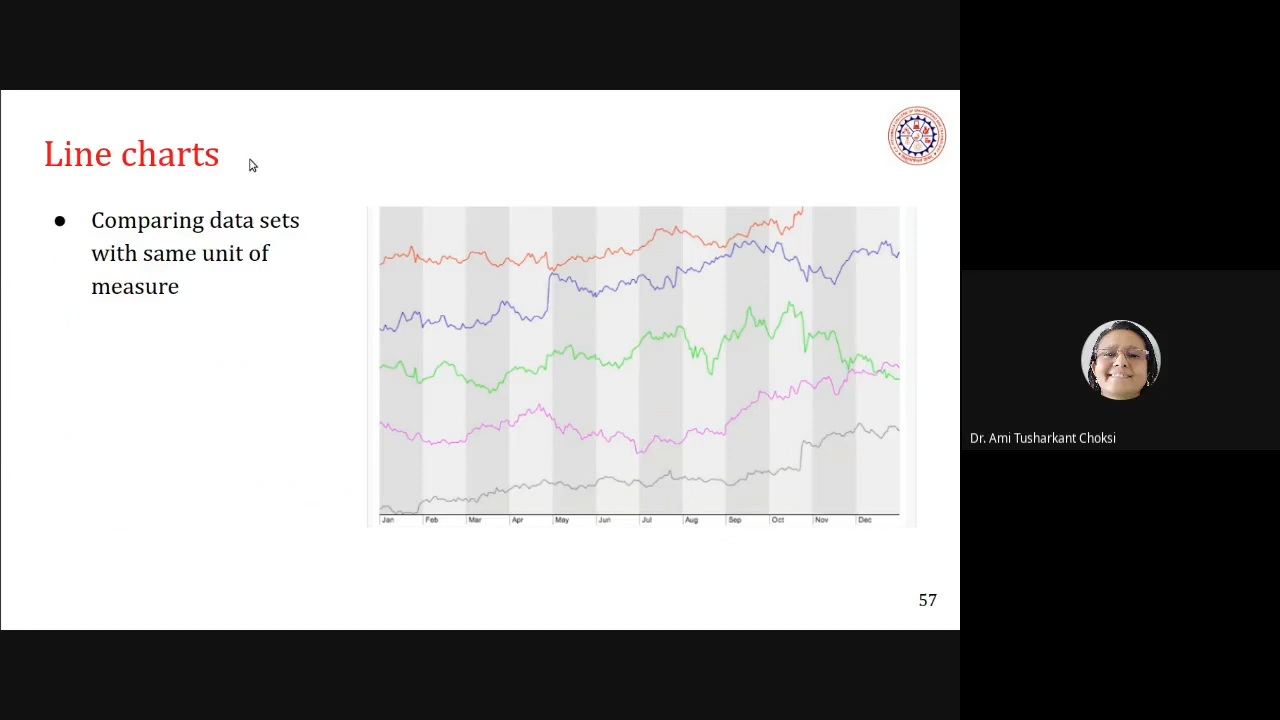 Line charts
● Comparing data sets
with same unit of
measure
Jan Feb Mar Apr May Jun Jul Aug Sep Oct Nov Dec
57
Dr. Ami Tusharkant Choksi